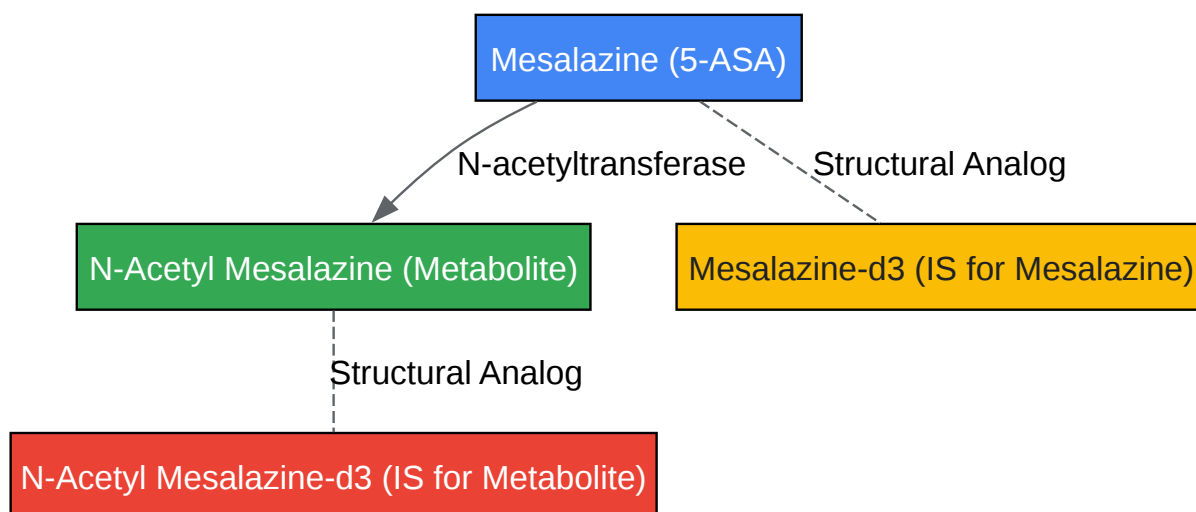 Mesalazine (5-ASA)
N-acetyltransferase
Structural Analog
N-Acetyl Mesalazine (Metabolite)
Mesalazine-d3 (IS for Mesalazine)
Structural Analog
N-Acetyl Mesalazine-d3 (IS for Metabolite)